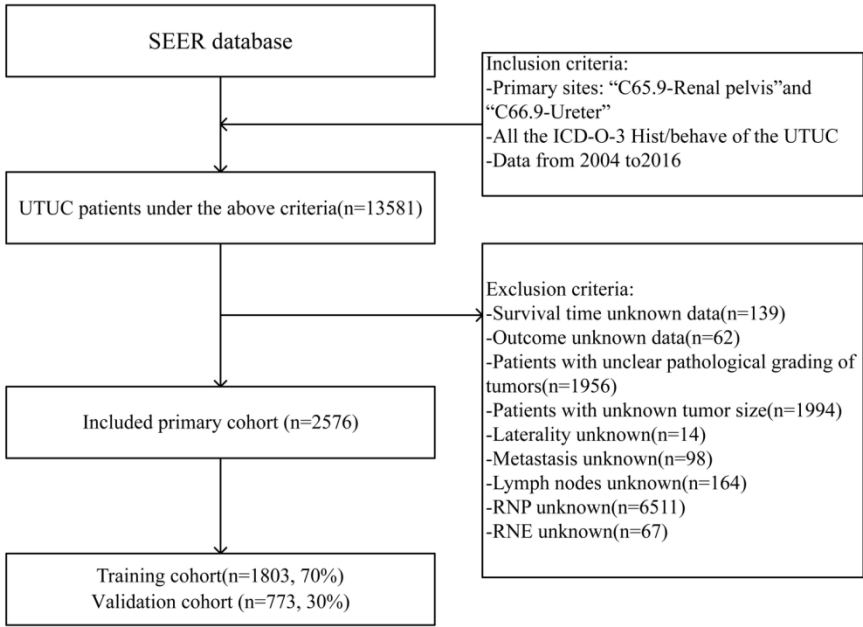 SEER database
Inclusion criteria:
-Primary sites: “C65.9-Renal pelvis”and
“C66.9-Ureter”
-All the ICD-O-3 Hist/behave of the UTUC
-Data from 2004 to2016
UTUC patients under the above criteria(n=13581)
Exclusion criteria:
-Survival time unknown data(n=139)
-Outcome unknown data(n=62)
-Patients with unclear pathological grading of
tumors(n=1956)
-Patients with unknown tumor size(n=1994)
-Laterality unknown(n=14)
-Metastasis unknown(n=98)
-Lymph nodes unknown(n=164)
-RNP unknown(n=6511)
-RNE unknown(n=67)
Included primary cohort (n=2576)
Training cohort(n=1803, 70%)
Validation cohort (n=773, 30%)